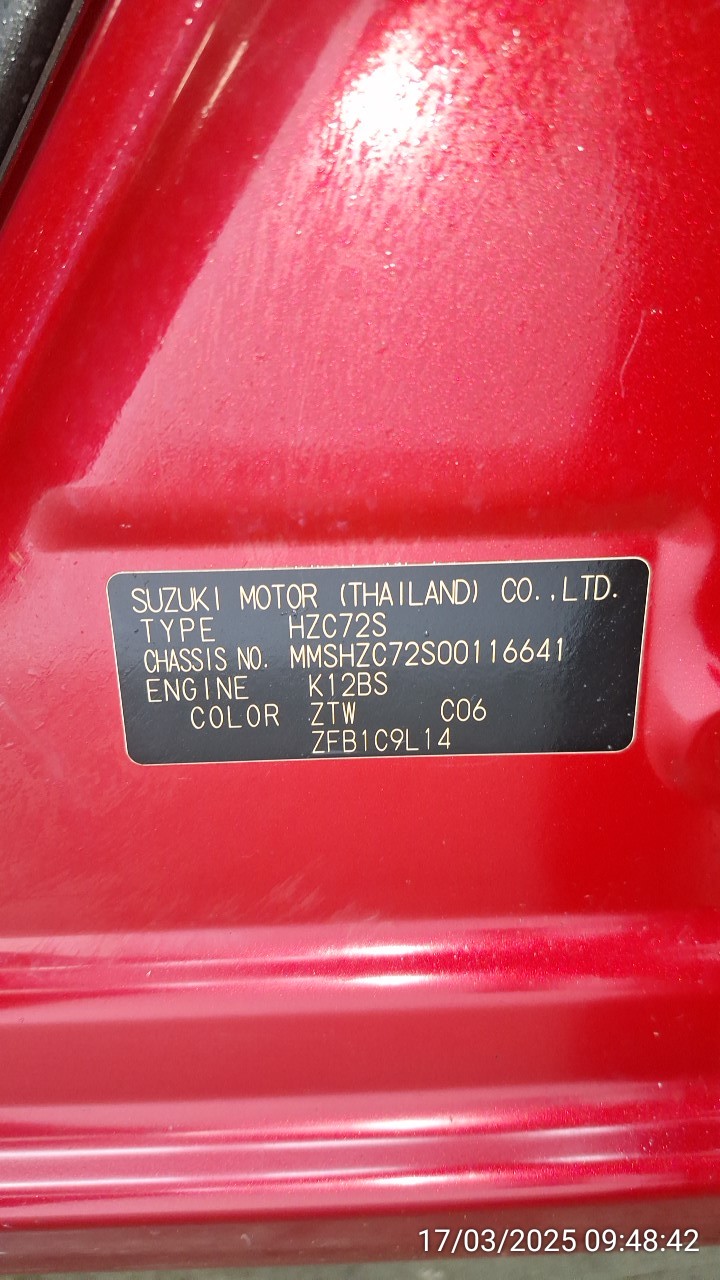 SUZUKI MOTOR (THAILAND) CO.,LTD.
TYPE HZC72S
CHASSIS NO. MMSHZC72S00116641
ENGINE K12BS
COLOR ZTW C06
ZFB1C9L14
17/03/2025 09:48:42